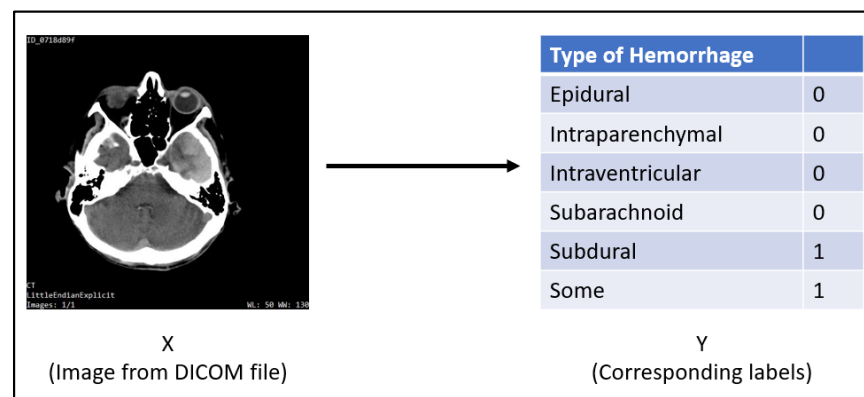 ID_0718d89f
CT
LittleEndianExplicit
Images: 1/1
WL: 50 WW: 130
Type of Hemorrhage
Epidural 0
Intraparenchymal 0
Intraventricular 0
Subarachnoid 0
Subdural 1
Some 1
X
(Image from DICOM file)
Y
(Corresponding labels)